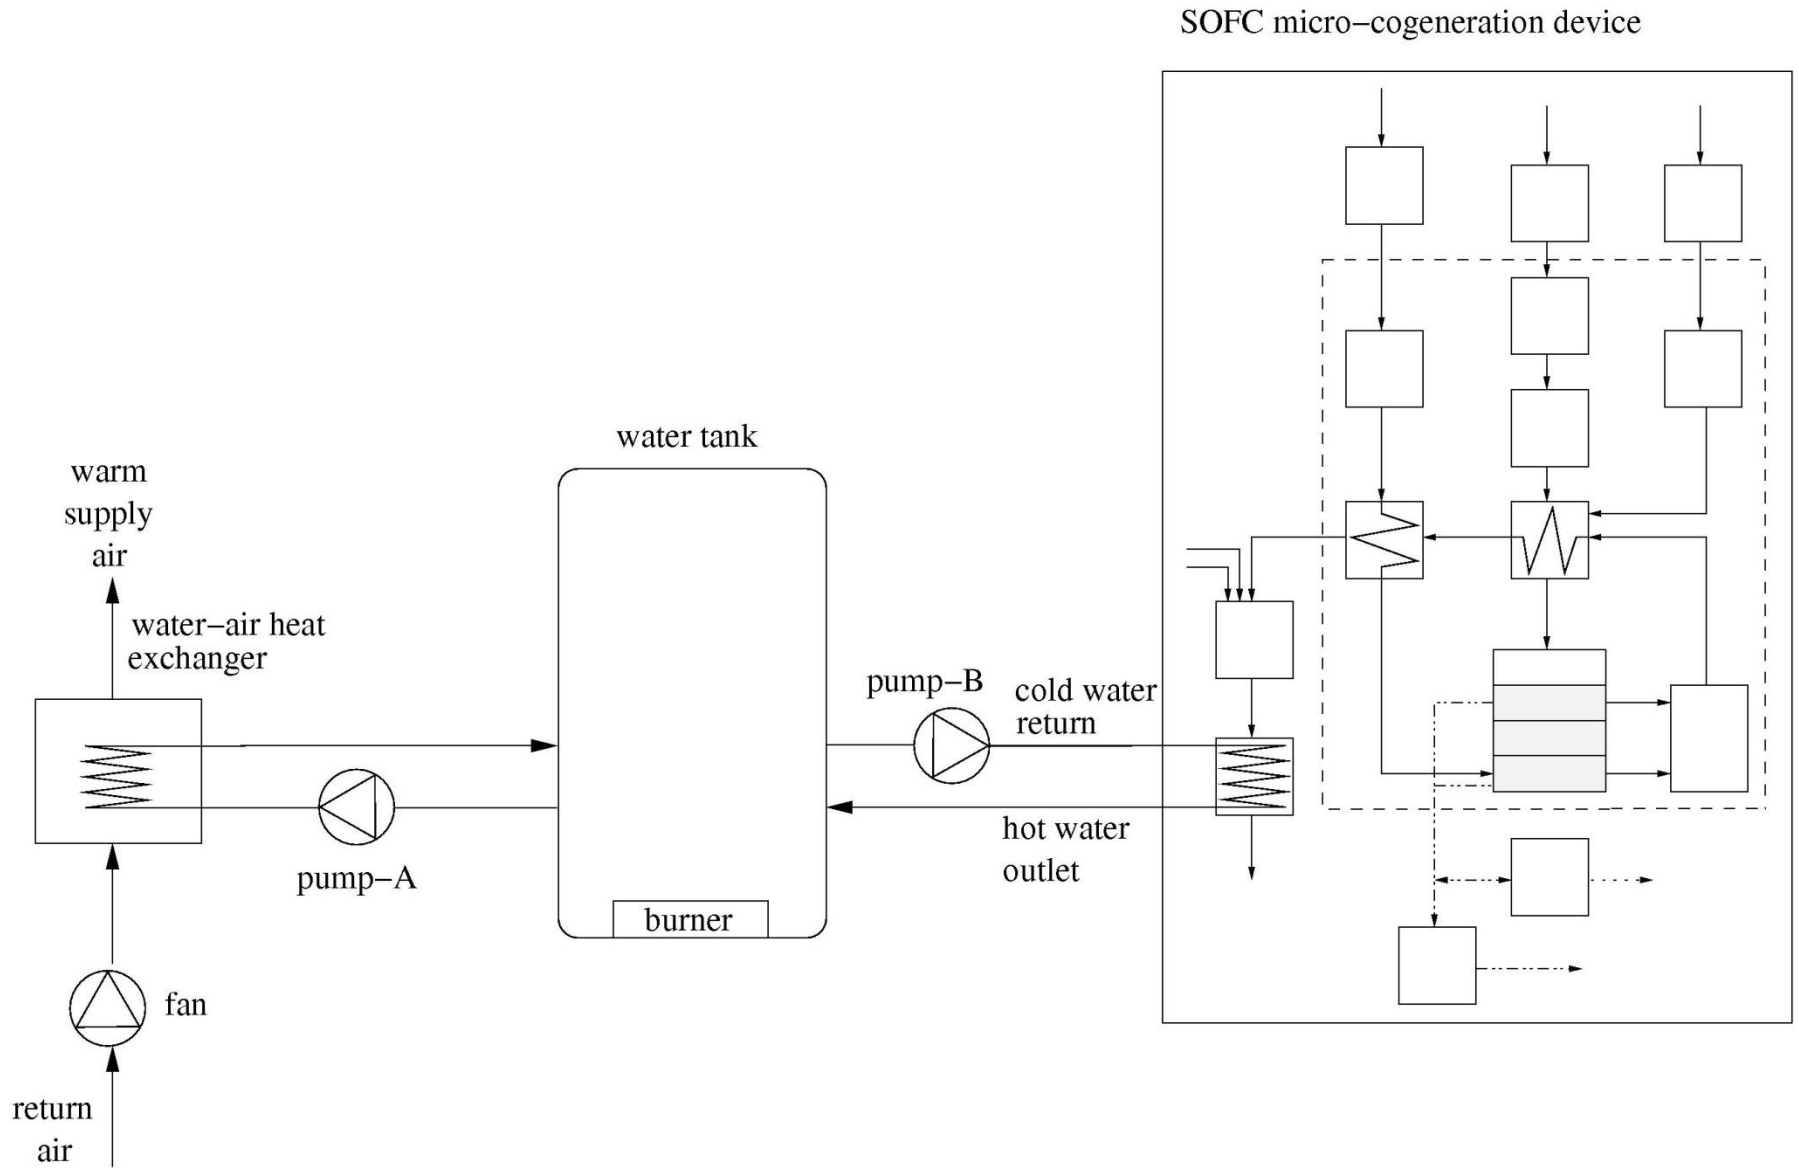 SOFC micro−cogeneration device
water tank
warm
supply
air
water−air heat
exchanger
pump−B
cold water
return
hot water
outlet
pump−A
burner
fan
return
air